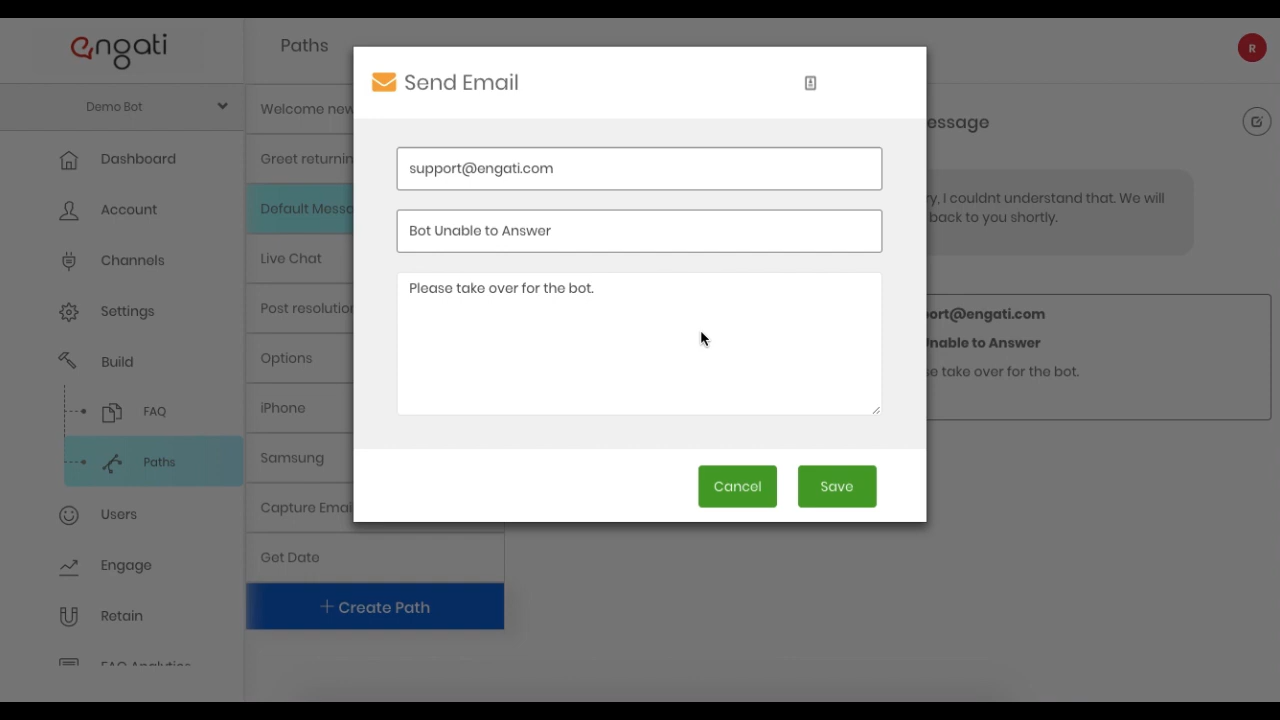 engati
Paths
R
Demo Bot
Dashboard
Account
Channels
Settings
Build
FAQ
Paths
Users
Engage
Retain
FAQ Analytics
Welcome new
Greet returnin
Default Messa
Live Chat
Post resolution
Options
iPhone
Samsung
Capture Email
Get Date
+ Create Path
Send Email
support@engati.com
Bot Unable to Answer
Please take over for the bot.
Cancel
Save
essage
ry, I couldnt understand that. We will
back to you shortly.
port@engati.com
Unable to Answer
se take over for the bot.